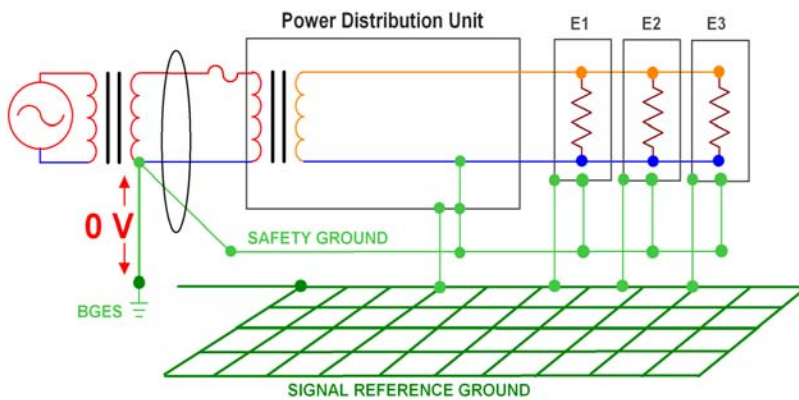 Power Distribution Unit
E1
E2
E3
0 V
SAFETY GROUND
BGES
SIGNAL REFERENCE GROUND